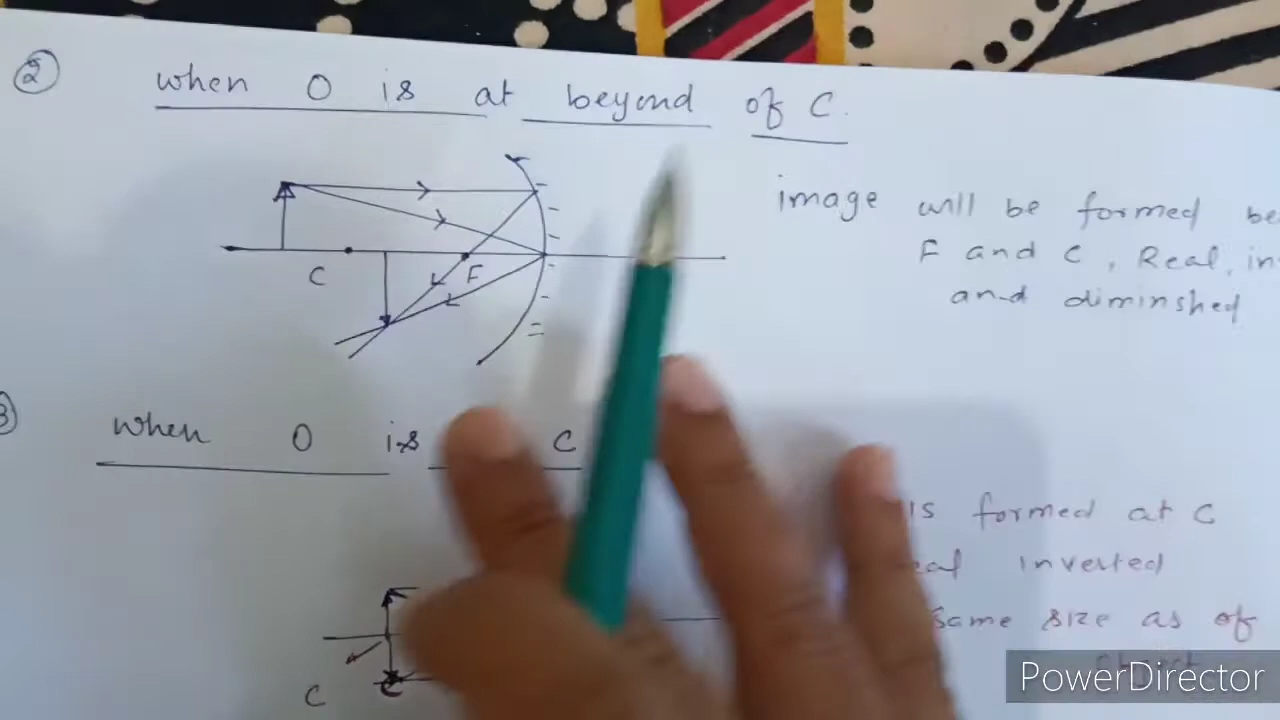 2 when O is at beyond of C.
image will be formed
F and C, Real,
and diminshed
C
F
when O is C
is formed at C
inverted
same size as of
C
PowerDirector